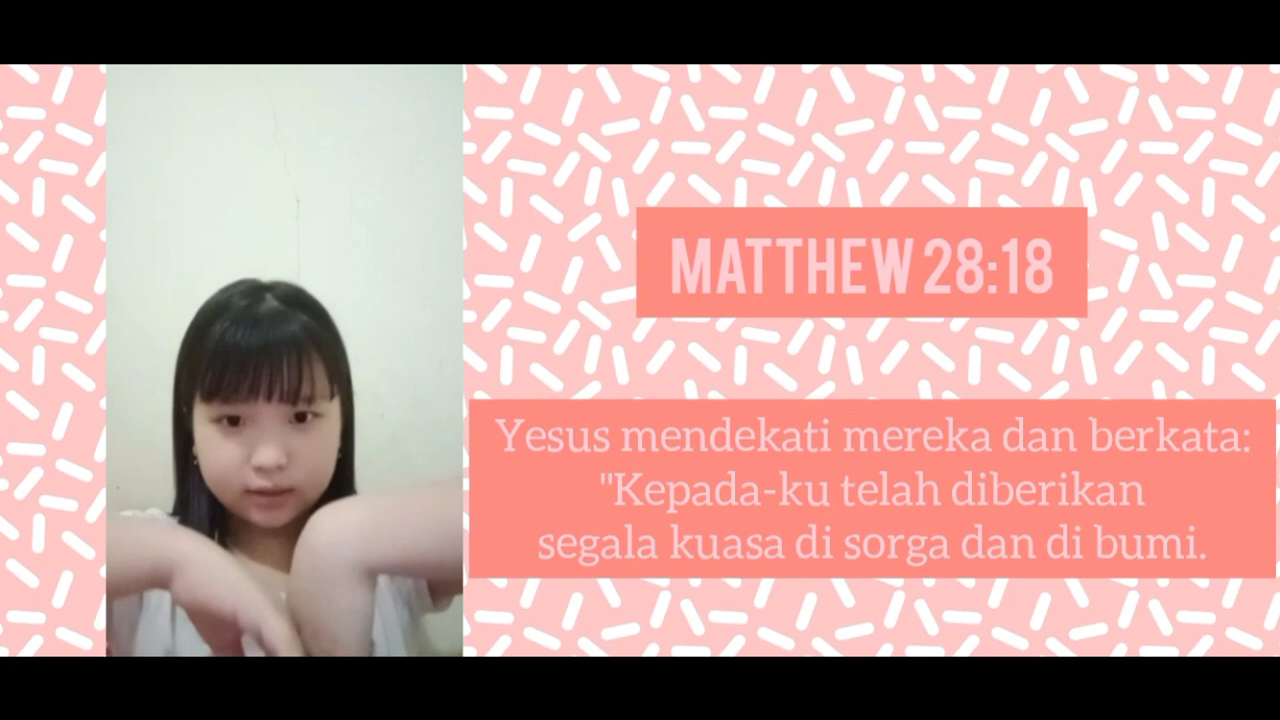 MATTHEW 28:18
Yesus mendekati mereka dan berkata:
"Kepada-ku telah diberikan
segala kuasa di sorga dan di bumi.